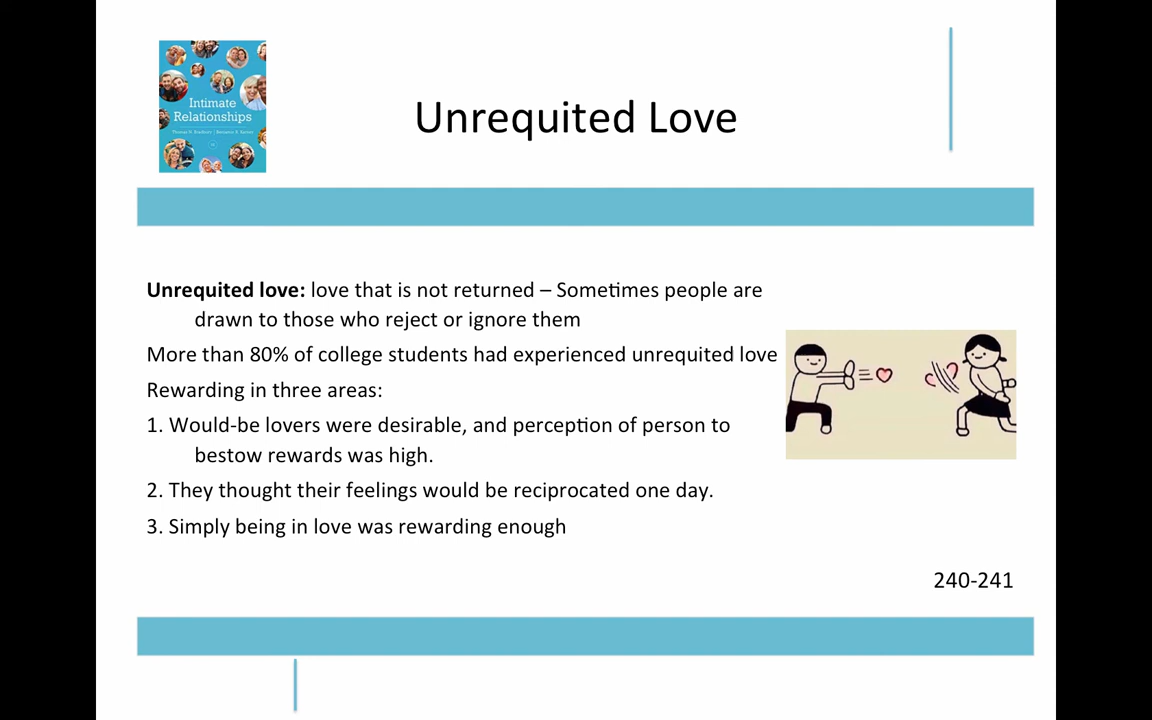 Intimate
Relationships
Thomas N. Bradbury | Benjamin R. Karney
Unrequited Love
Unrequited love: love that is not returned – Sometimes people are
drawn to those who reject or ignore them
More than 80% of college students had experienced unrequited love
Rewarding in three areas:
1. Would-be lovers were desirable, and perception of person to
bestow rewards was high.
2. They thought their feelings would be reciprocated one day.
3. Simply being in love was rewarding enough
240-241